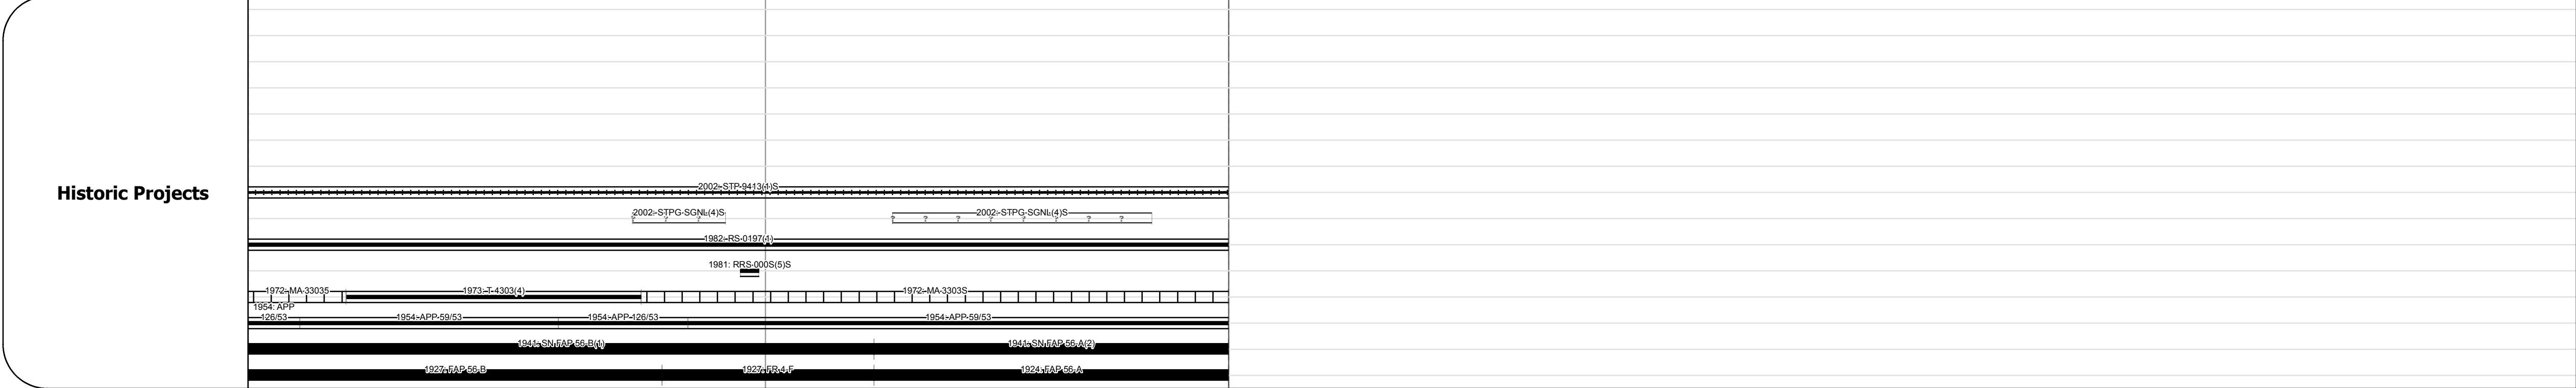 Historic Projects
2002: STP-9413(1)S
2002: STPG-SGNL(4)S 2002: STPG-SGNL(4)S
? ? ? ? ? ? ? ? ? ? ?
1982: RS-0197(1)
1981: RRS-000S(5)S
1972: MA-33035 1973: T-4303(4) 1972: MA-3303S
1954: APP
126/53 1954: APP-59/53 1954: APP-126/53 1954: APP-59/53
1941: SN FAP 56-B(1) 1941: SN FAP 56-A(2)
1927: FAP 56-B 1927: FR-4-F 1924: FAP 56-A